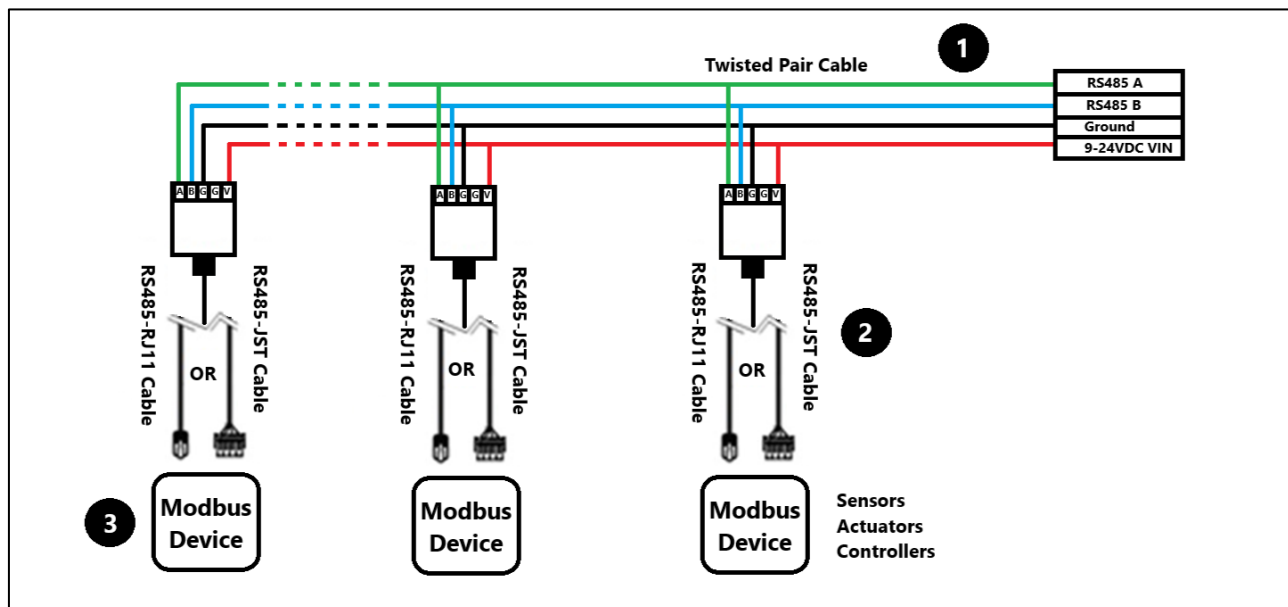 1
Twisted Pair Cable
RS485 A
RS485 B
Ground
9-24VDC VIN
A B G G V
A B G G V
A B G G V
RS485-RJ11 Cable
OR
RS485-JST Cable
RS485-RJ11 Cable
OR
RS485-JST Cable
RS485-RJ11 Cable
OR
RS485-JST Cable
2
3
Modbus
Device
Modbus
Device
Modbus
Device
Sensors
Actuators
Controllers